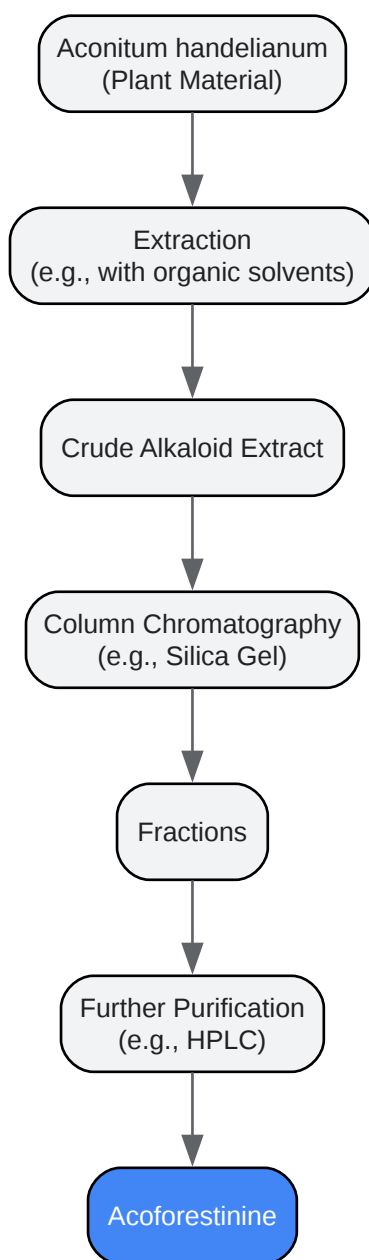 Aconitum handelianum
(Plant Material)
Extraction
(e.g., with organic solvents)
Crude Alkaloid Extract
Column Chromatography
(e.g., Silica Gel)
Fractions
Further Purification
(e.g., HPLC)
Acoforestinine